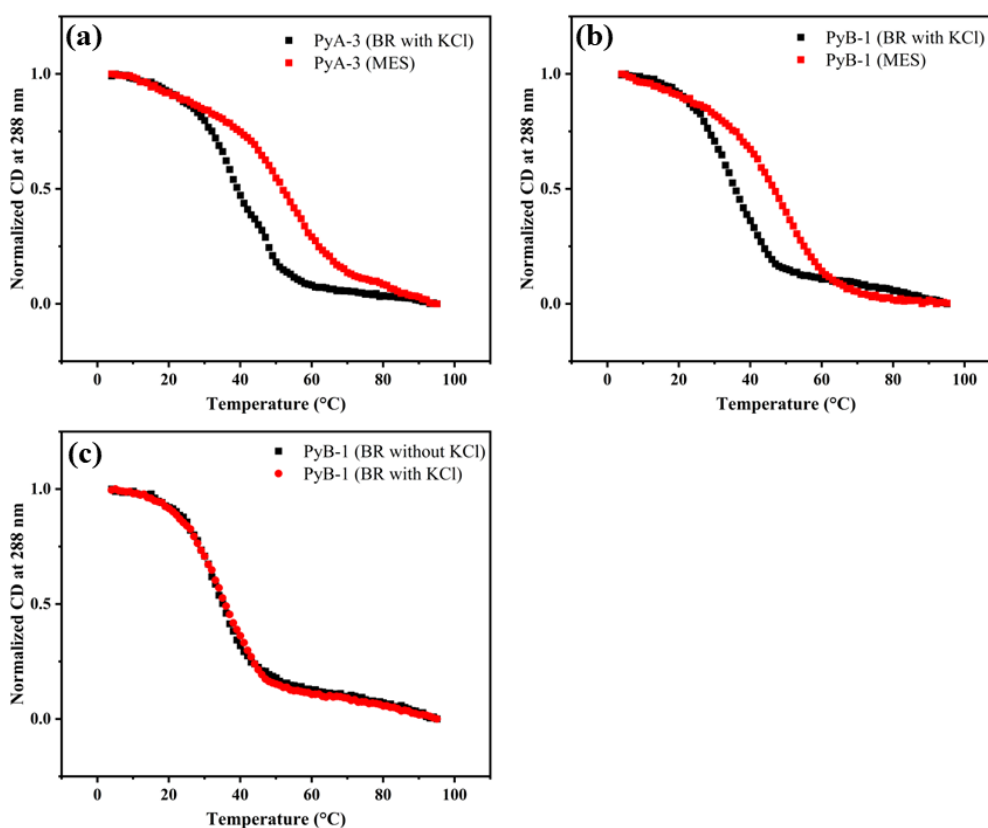 (a)
PyA-3 (BR with KCl)
PyA-3 (MES)
1.0
0.5
0.0
Normalized CD at 288 nm
0 20 40 60 80 100
Temperature (°C)
(b)
PyB-1 (BR with KCl)
PyB-1 (MES)
1.0
0.5
0.0
Normalized CD at 288 nm
0 20 40 60 80 100
Temperature (°C)
(c)
PyB-1 (BR without KCl)
PyB-1 (BR with KCl)
1.0
0.5
0.0
Normalized CD at 288 nm
0 20 40 60 80 100
Temperature (°C)